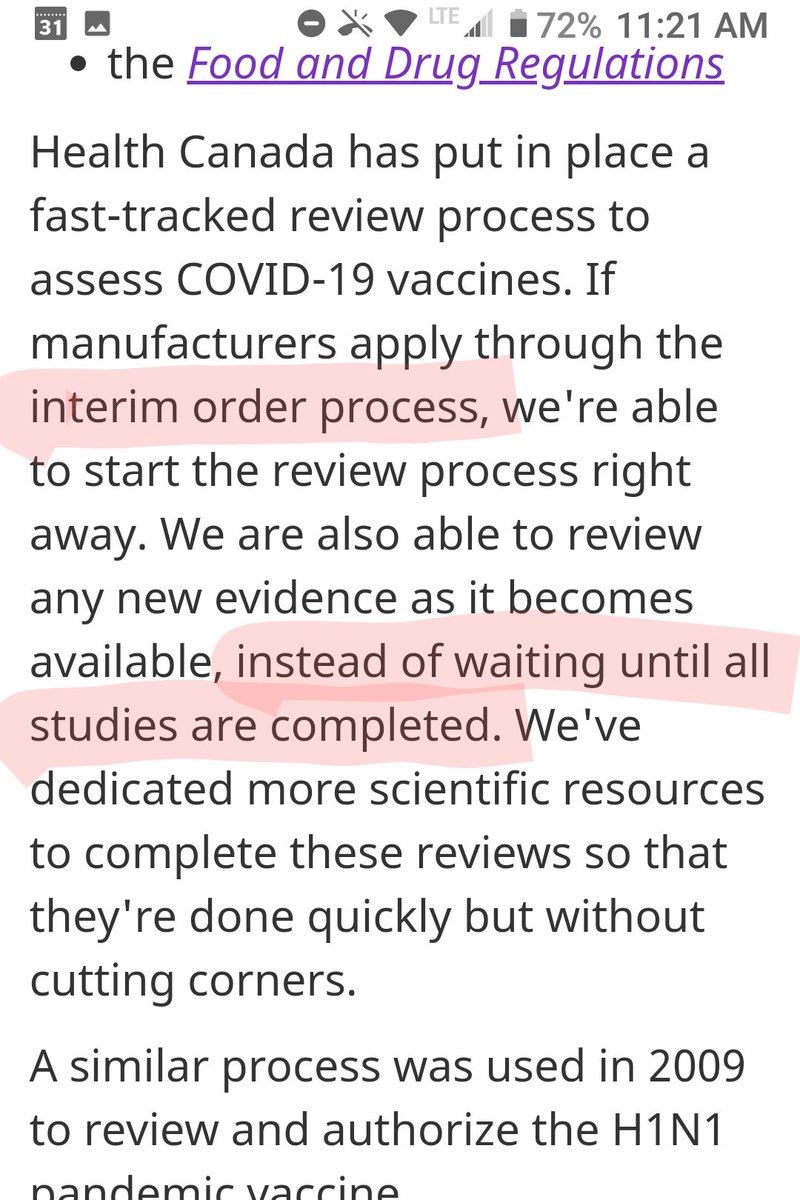 31 LTE 72% 11:21 AM
• the Food and Drug Regulations
Health Canada has put in place a
fast-tracked review process to
assess COVID-19 vaccines. If
manufacturers apply through the
interim order process, we're able
to start the review process right
away. We are also able to review
any new evidence as it becomes
available, instead of waiting until all
studies are completed. We've
dedicated more scientific resources
to complete these reviews so that
they're done quickly but without
cutting corners.
A similar process was used in 2009
to review and authorize the H1N1
pandemic vaccine